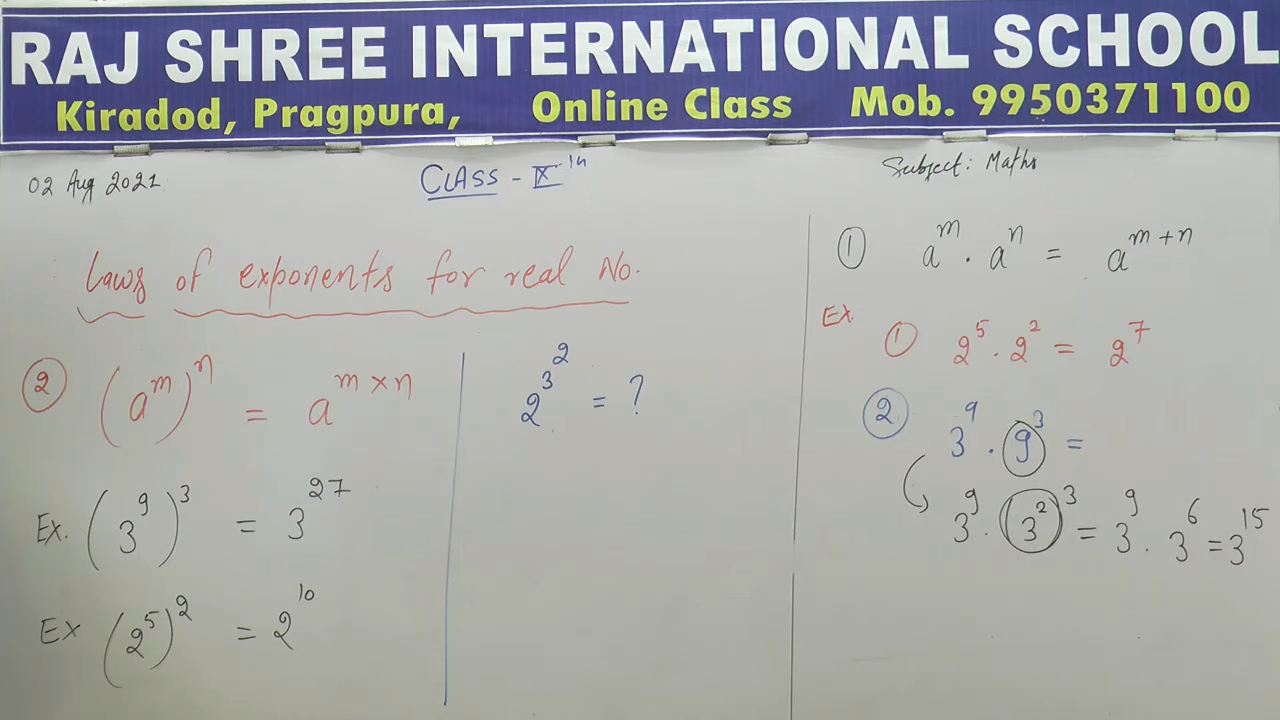 RAJ SHREE INTERNATIONAL SCHOOL
Kiradod, Pragpura, Online Class Mob. 9950371100
02 Aug 2021
CLASS - IX th
Subject: Maths
Laws of exponents for real No.
② (a^m)^n = a^{m×n}
Ex. (3^9)^3 = 3^{27}
Ex (2^5)^2 = 2^{10}
2^{3^2} = ?
① a^m . a^n = a^{m+n}
Ex.
① 2^5 . 2^2 = 2^7
② 3^9 . 9^3 =
3^9 . (3^2)^3 = 3^9 . 3^6 = 3^{15}